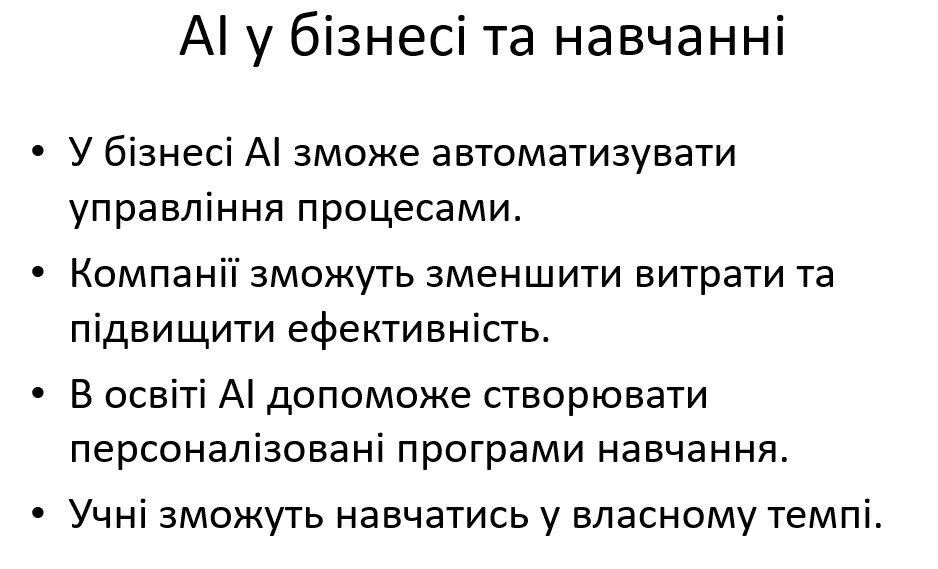 AI у бізнесі та навчанні
• У бізнесі AI зможе автоматизувати
управління процесами.
• Компанії зможуть зменшити витрати та
підвищити ефективність.
• В освіті AI допоможе створювати
персоналізовані програми навчання.
• Учні зможуть навчатись у власному темпі.